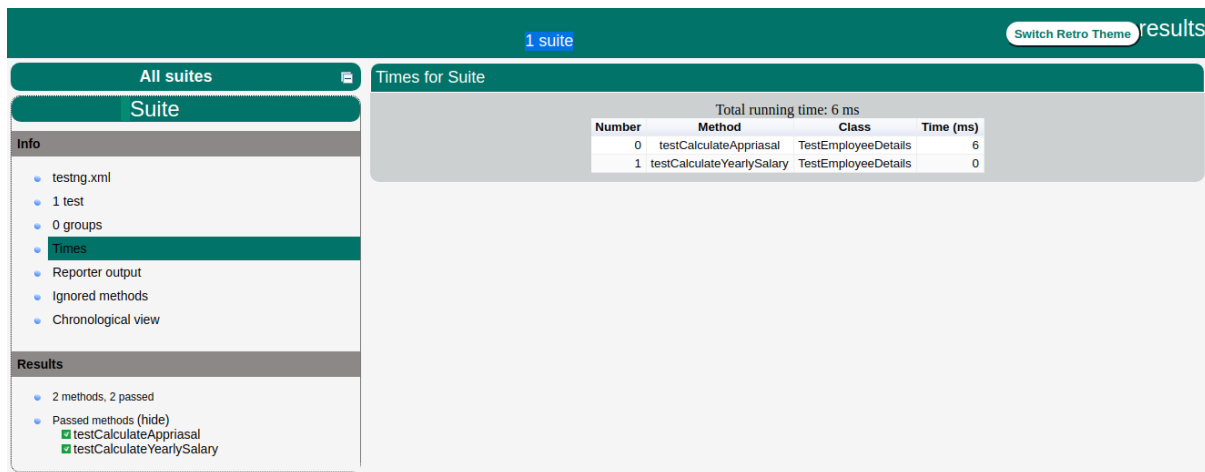 1 suite
Switch Retro Theme
results
All suites
Suite
Info
testng.xml
1 test
0 groups
Times
Reporter output
Ignored methods
Chronological view
Results
2 methods, 2 passed
Passed methods (hide)
testCalculateAppriasal
testCalculateYearlySalary
Times for Suite
Total running time: 6 ms
Number Method Class Time (ms)
0 testCalculateAppriasal TestEmployeeDetails 6
1 testCalculateYearlySalary TestEmployeeDetails 0